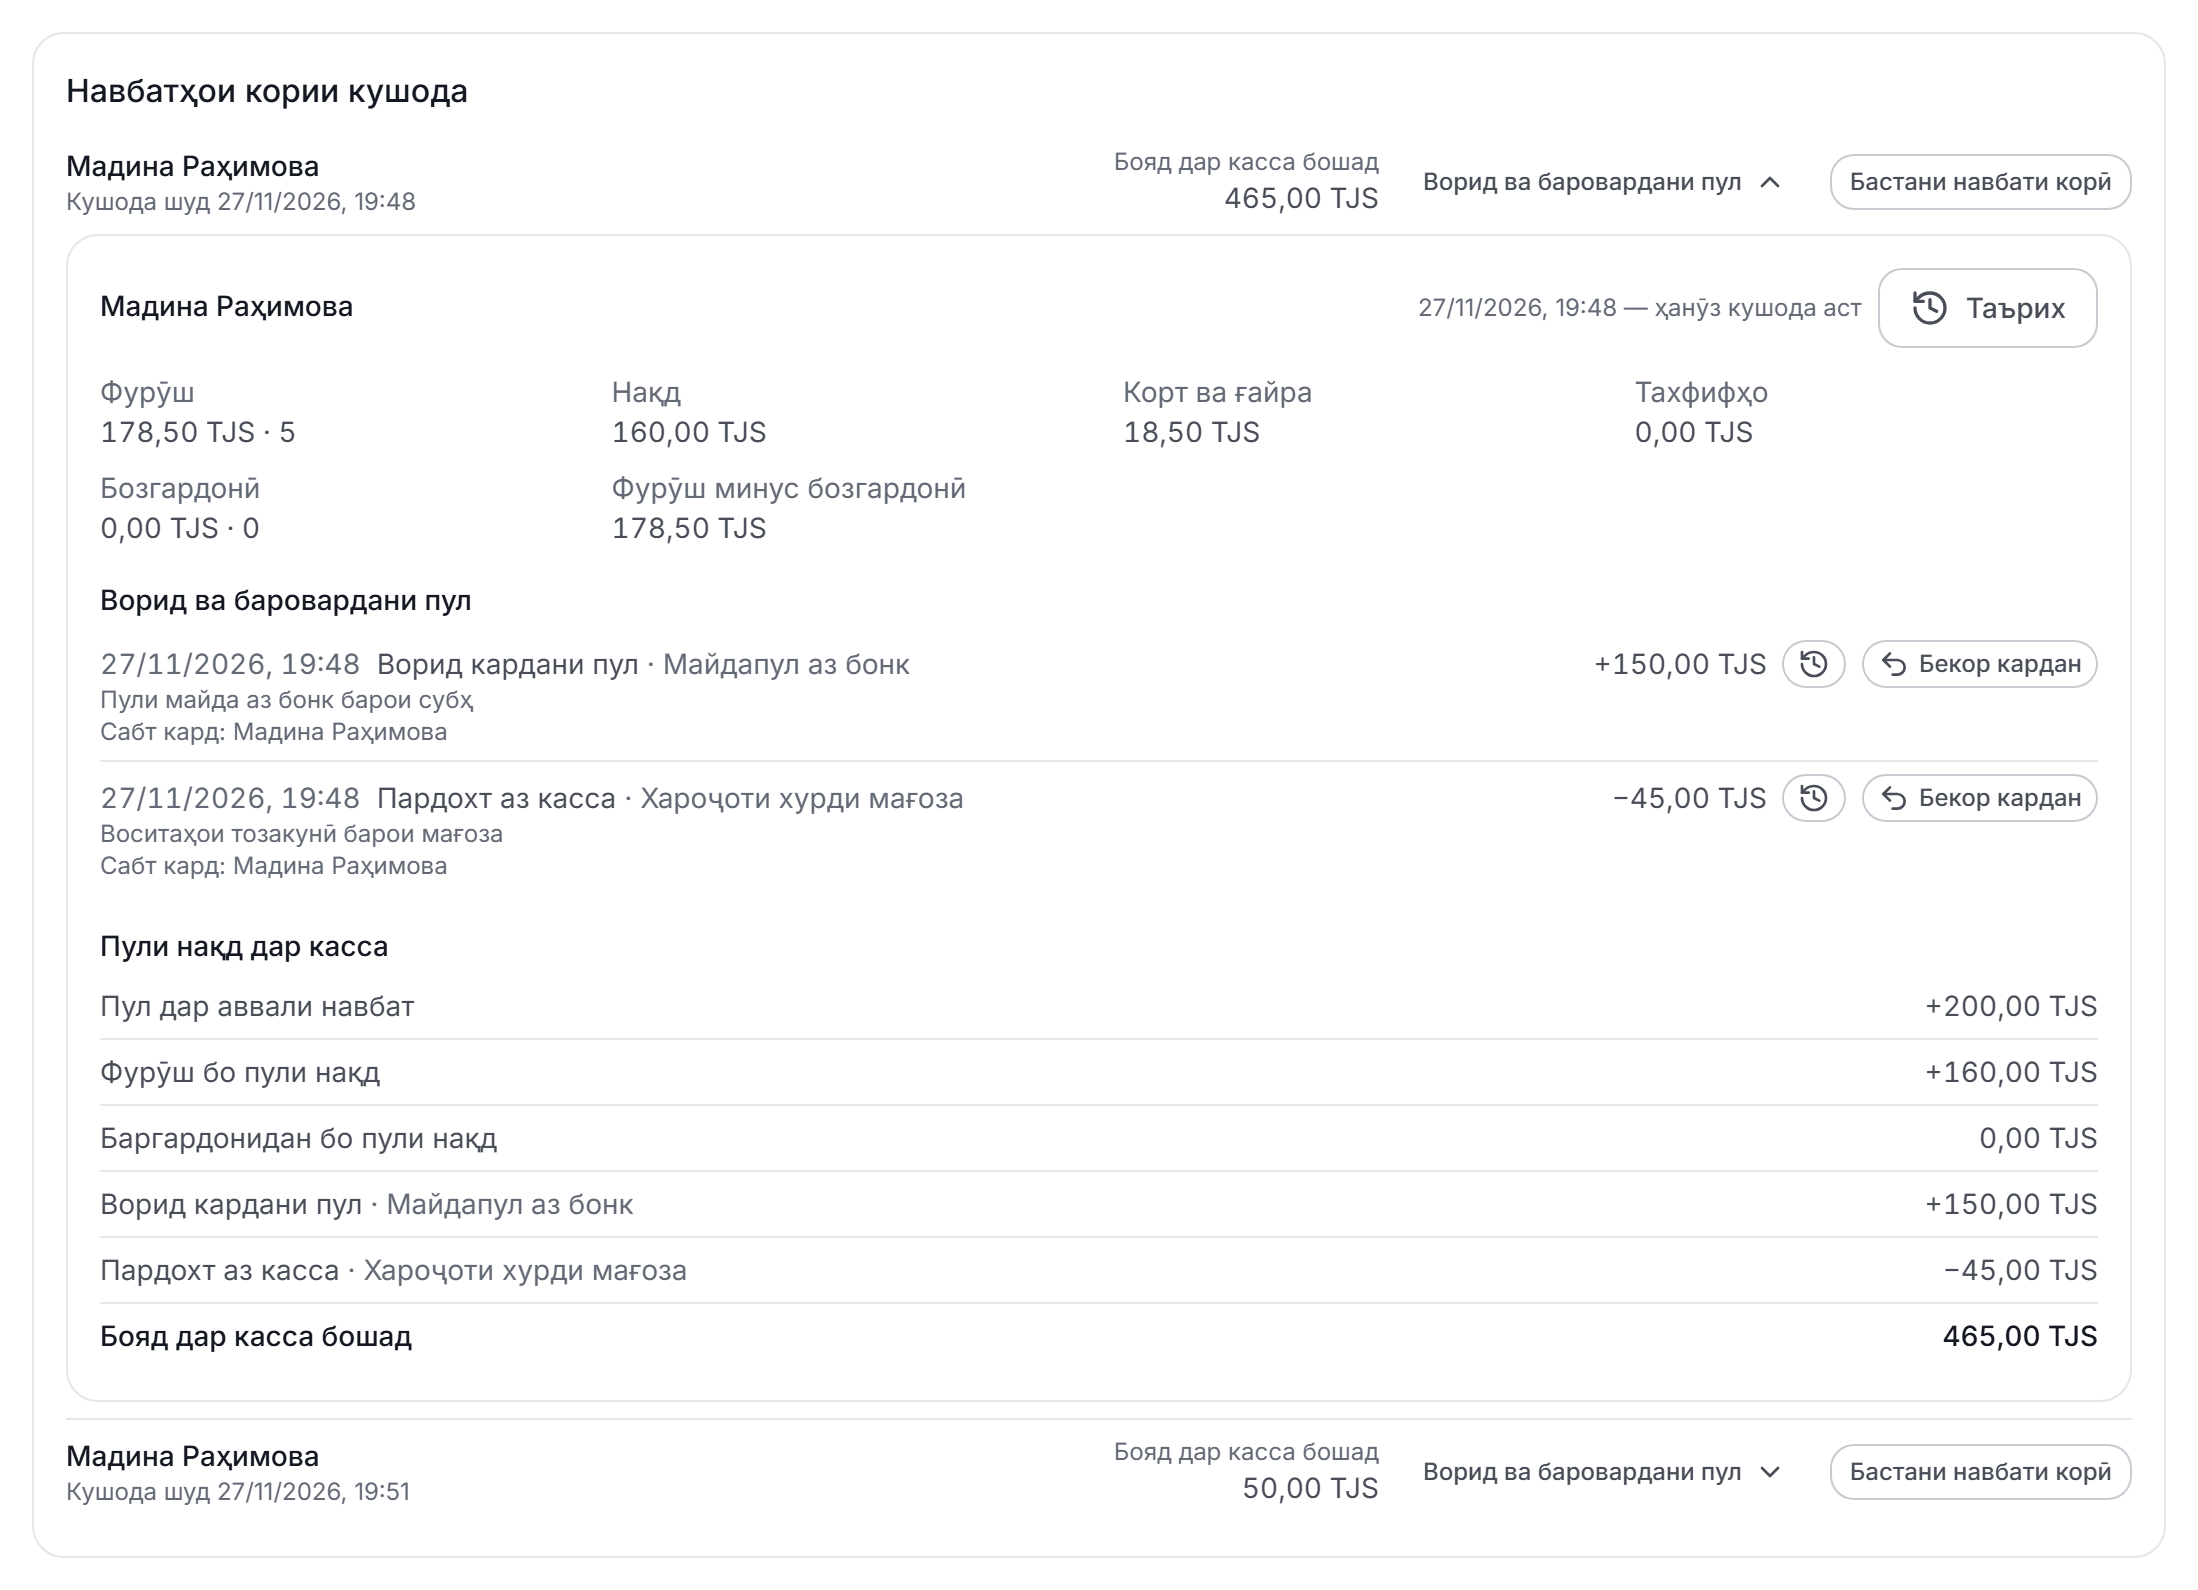 Навбатҳои кории кушода
Мадина Раҳимова
Кушода шуд 27/11/2026, 19:48
Бояд дар касса бошад
465,00 TJS
Ворид ва баровардани пул
Бастани навбати корӣ
Мадина Раҳимова
27/11/2026, 19:48 — ҳанӯз кушода аст
Таърих
Фурӯш
178,50 TJS · 5
Нақд
160,00 TJS
Корт ва ғайра
18,50 TJS
Тахфифҳо
0,00 TJS
Бозгардонӣ
0,00 TJS · 0
Фурӯш минус бозгардонӣ
178,50 TJS
Ворид ва баровардани пул
27/11/2026, 19:48 Ворид кардани пул · Майдапул аз бонк
+150,00 TJS
Бекор кардан
Пули майда аз бонк барои субҳ
Сабт кард: Мадина Раҳимова
27/11/2026, 19:48 Пардохт аз касса · Хароҷоти хурди мағоза
−45,00 TJS
Бекор кардан
Воситаҳои тозакунӣ барои мағоза
Сабт кард: Мадина Раҳимова
Пули нақд дар касса
Пул дар аввали навбат
+200,00 TJS
Фурӯш бо пули нақд
+160,00 TJS
Баргардонидан бо пули нақд
0,00 TJS
Ворид кардани пул · Майдапул аз бонк
+150,00 TJS
Пардохт аз касса · Хароҷоти хурди мағоза
−45,00 TJS
Бояд дар касса бошад
465,00 TJS
Мадина Раҳимова
Кушода шуд 27/11/2026, 19:51
Бояд дар касса бошад
50,00 TJS
Ворид ва баровардани пул
Бастани навбати корӣ